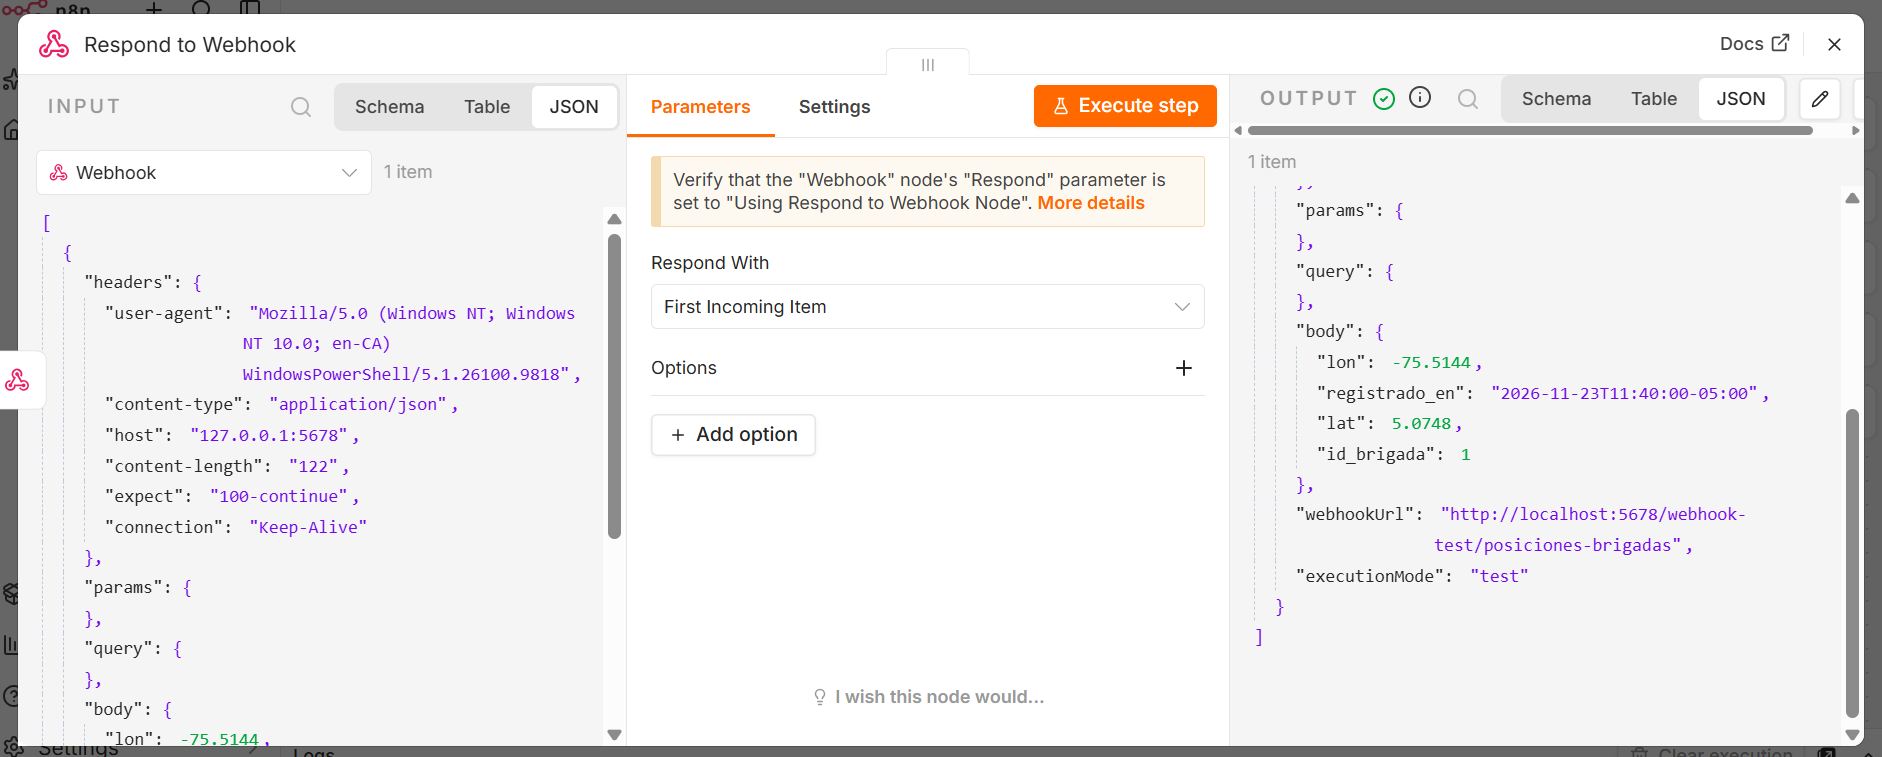 n8n
Respond to Webhook
Docs
INPUT
Schema
Table
JSON
Webhook
1 item
[
{
"headers": {
"user-agent": "Mozilla/5.0 (Windows NT; Windows
NT 10.0; en-CA)
WindowsPowerShell/5.1.26100.9818",
"content-type": "application/json",
"host": "127.0.0.1:5678",
"content-length": "122",
"expect": "100-continue",
"connection": "Keep-Alive"
},
"params": {
},
"query": {
},
"body": {
"lon": -75.5144,
Parameters
Settings
Execute step
Verify that the "Webhook" node's "Respond" parameter is
set to "Using Respond to Webhook Node". More details
Respond With
First Incoming Item
Options
+ Add option
I wish this node would...
OUTPUT
Schema
Table
JSON
1 item
},
"params": {
},
"query": {
},
"body": {
"lon": -75.5144,
"registrado_en": "2026-11-23T11:40:00-05:00",
"lat": 5.0748,
"id_brigada": 1
},
"webhookUrl": "http://localhost:5678/webhook-
test/posiciones-brigadas",
"executionMode": "test"
}
]
Settings
Logs
Clear execution